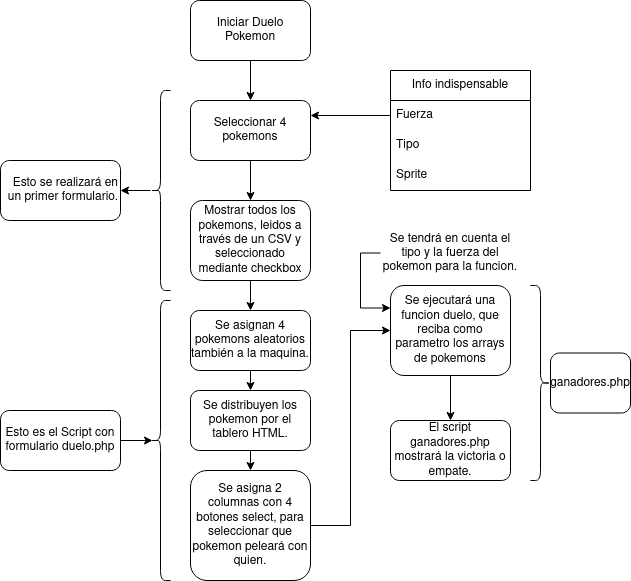 Iniciar Duelo
Pokemon
Seleccionar 4
pokemons
Info indispensable
Fuerza
Tipo
Sprite
Esto se realizará en
un primer formulario.
Mostrar todos los
pokemons, leidos a
través de un CSV y
seleccionado
mediante checkbox
Se asignan 4
pokemons aleatorios
también a la maquina.
Se distribuyen los
pokemon por el
tablero HTML.
Esto es el Script con
formulario duelo.php
Se asigna 2
columnas con 4
botones select, para
seleccionar que
pokemon peleará con
quien.
Se tendrá en cuenta el
tipo y la fuerza del
pokemon para la funcion.
Se ejecutará una
funcion duelo, que
reciba como
parametro los arrays
de pokemons
El script
ganadores.php
mostrará la victoria o
empate.
ganadores.php